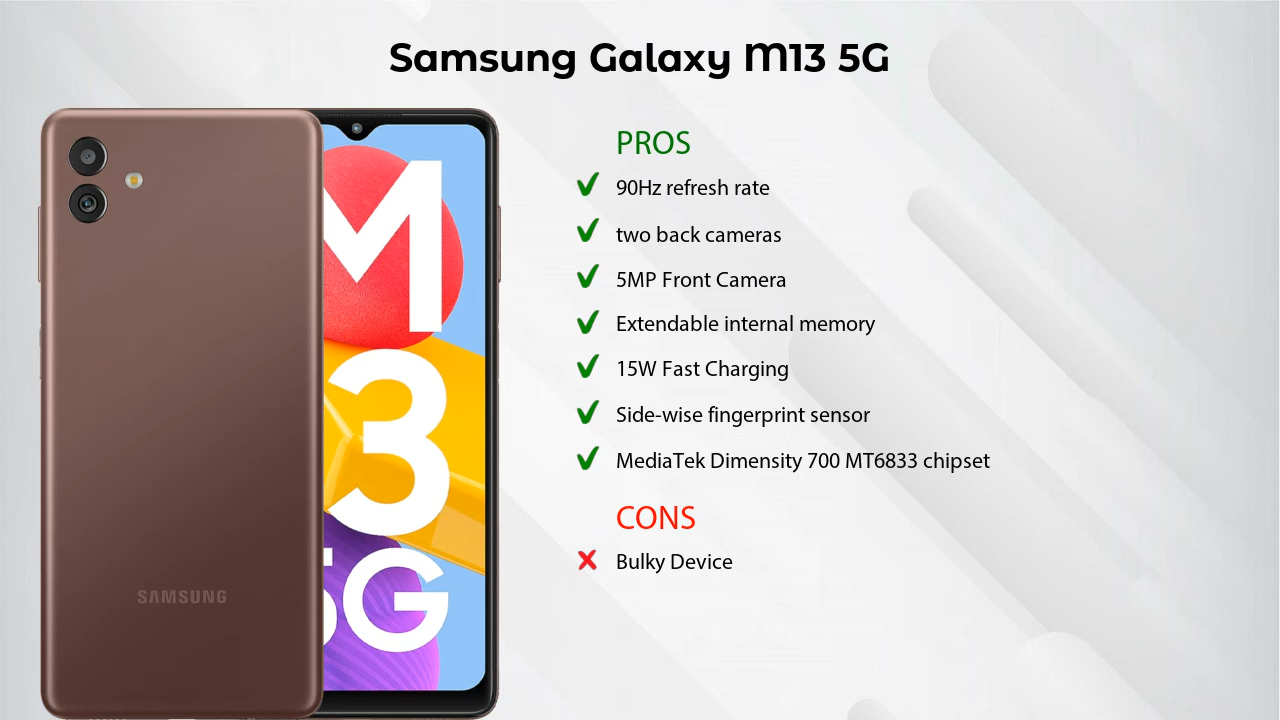 Samsung Galaxy M13 5G
PROS
90Hz refresh rate
two back cameras
5MP Front Camera
Extendable internal memory
15W Fast Charging
Side-wise fingerprint sensor
MediaTek Dimensity 700 MT6833 chipset
CONS
Bulky Device
SAMSUNG
M
3
5G